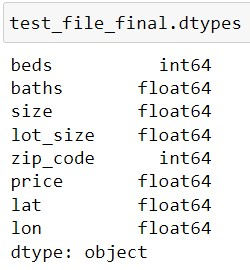 test_file_final.dtypes
beds int64
baths float64
size float64
lot_size float64
zip_code int64
price float64
lat float64
lon float64
dtype: object